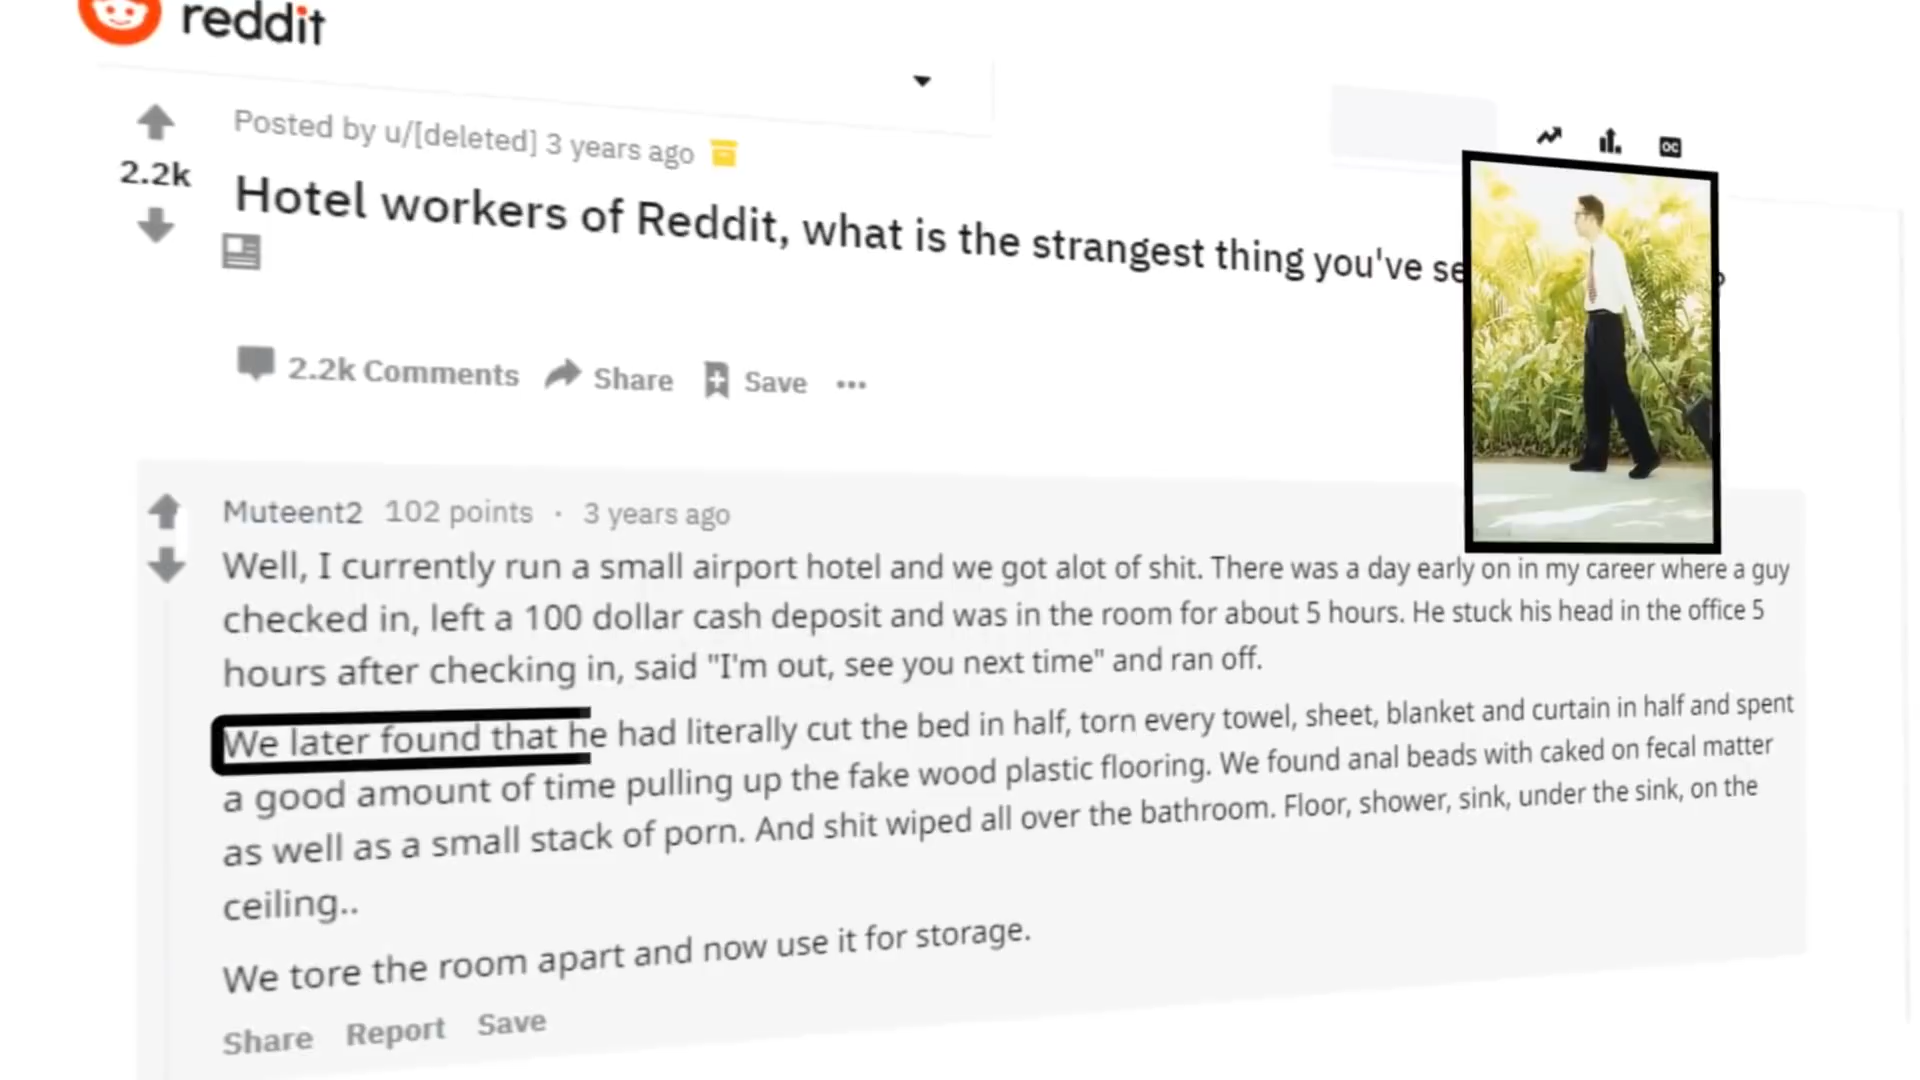 reddit
Posted by u/[deleted] 3 years ago
2.2k
Hotel workers of Reddit, what is the strangest thing you've
OC
2.2k Comments Share Save ...
Muteent2 102 points · 3 years ago
Well, I currently run a small airport hotel and we got alot of shit. There was a day early on in my career where a guy
checked in, left a 100 dollar cash deposit and was in the room for about 5 hours. He stuck his head in the office 5
hours after checking in, said "I'm out, see you next time" and ran off.
We later found that he had literally cut the bed in half, torn every towel, sheet, blanket and curtain in half and spent
a good amount of time pulling up the fake wood plastic flooring. We found anal beads with caked on fecal matter
as well as a small stack of porn. And shit wiped all over the bathroom. Floor, shower, sink, under the sink, on the
ceiling..
We tore the room apart and now use it for storage.
Share Report Save